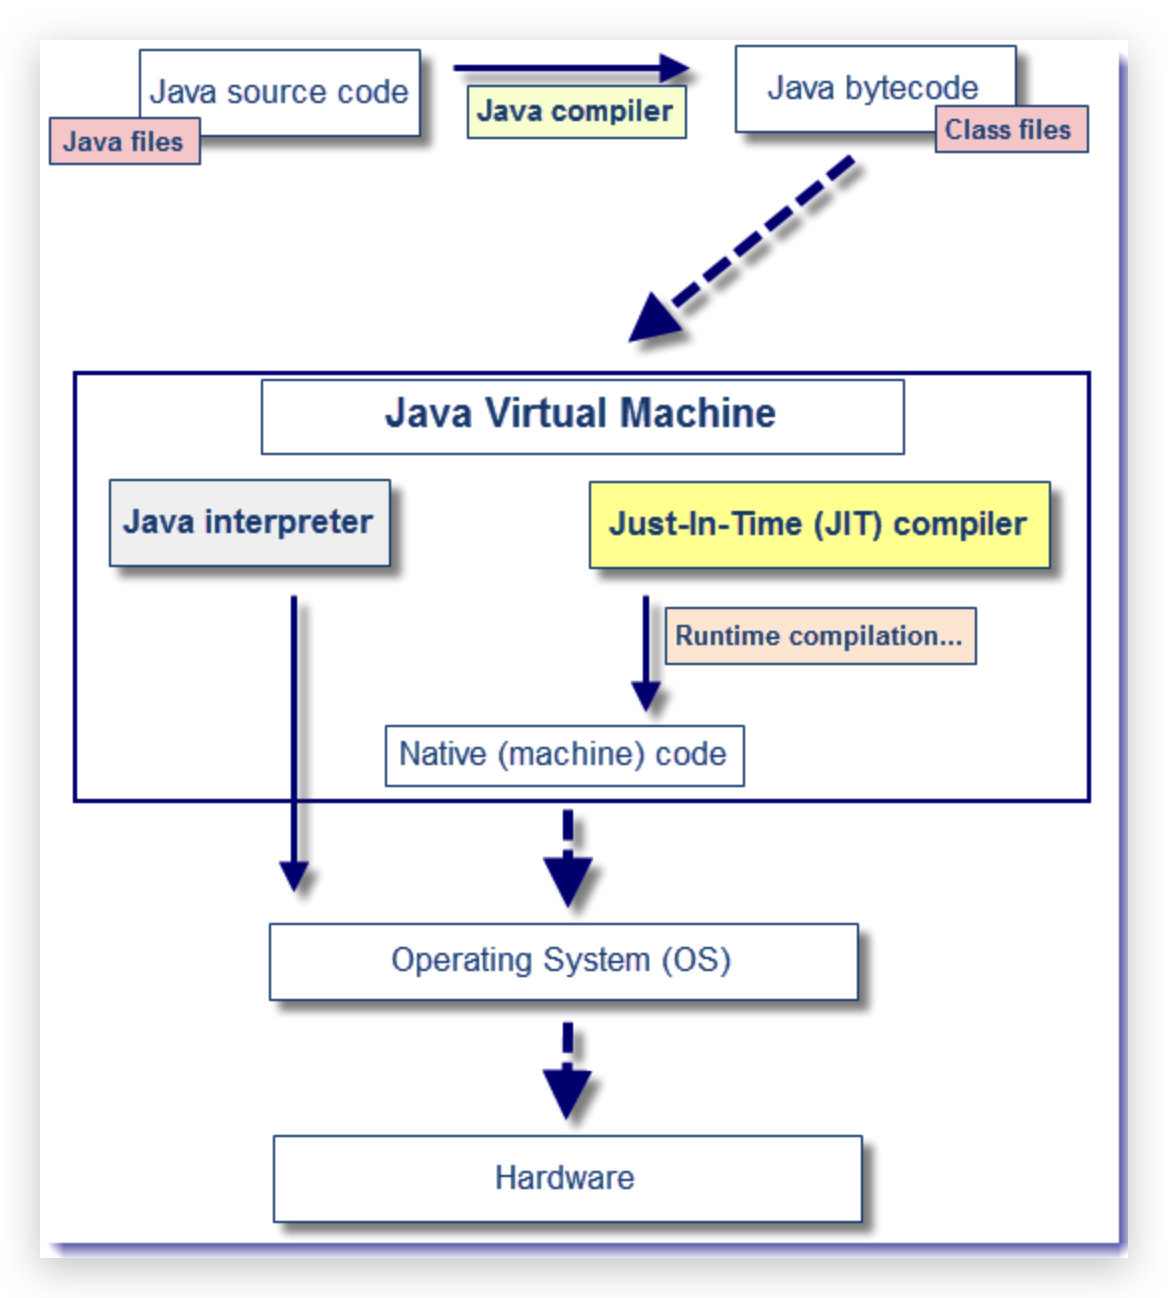 Java source code
Java files
Java compiler
Java bytecode
Class files
Java Virtual Machine
Java interpreter
Just-In-Time (JIT) compiler
Runtime compilation...
Native (machine) code
Operating System (OS)
Hardware